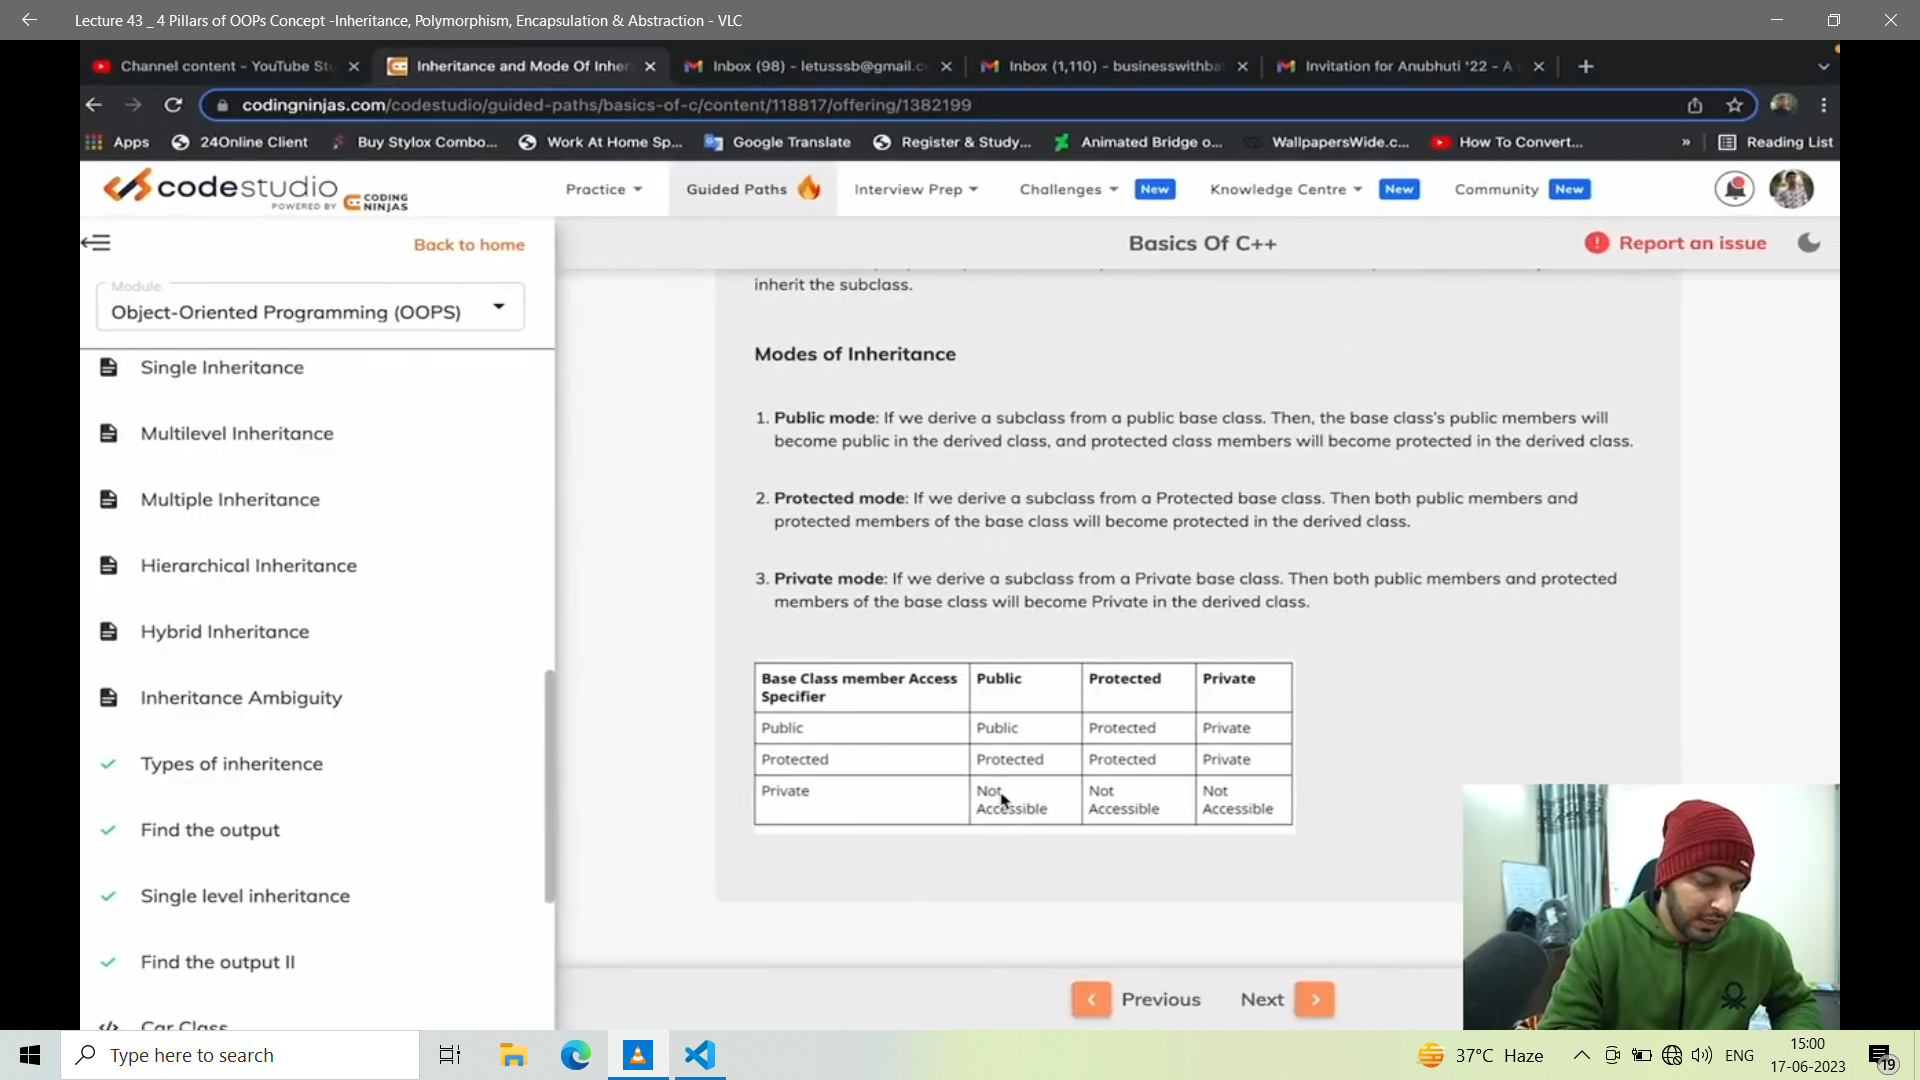 Lecture 43 _ 4 Pillars of OOPs Concept -Inheritance, Polymorphism, Encapsulation & Abstraction - VLC
Channel content - YouTube Stu
Inheritance and Mode Of Inher
Inbox (98) - letusssb@gmail.c
Inbox (1,110) - businesswithba
Invitation for Anubhuti '22 - A
codingninjas.com/codestudio/guided-paths/basics-of-c/content/118817/offering/1382199
Apps
24Online Client
Buy Stylox Combo...
Work At Home Sp...
Google Translate
Register & Study...
Animated Bridge o...
WallpapersWide.c...
How To Convert...
»
Reading List
codestudio
POWERED BY CODING NINJAS
Practice
Guided Paths
Interview Prep
Challenges
New
Knowledge Centre
New
Community
New
Back to home
Basics Of C++
Report an issue
Module
Object-Oriented Programming (OOPS)
Single Inheritance
Multilevel Inheritance
Multiple Inheritance
Hierarchical Inheritance
Hybrid Inheritance
Inheritance Ambiguity
Types of inheritence
Find the output
Single level inheritance
Find the output II
Car Class
inherit the subclass.
Modes of Inheritance
1. Public mode: If we derive a subclass from a public base class. Then, the base class's public members will
become public in the derived class, and protected class members will become protected in the derived class.
2. Protected mode: If we derive a subclass from a Protected base class. Then both public members and
protected members of the base class will become protected in the derived class.
3. Private mode: If we derive a subclass from a Private base class. Then both public members and protected
members of the base class will become Private in the derived class.
Base Class member Access Specifier
Public
Protected
Private
Public
Public
Protected
Private
Protected
Protected
Protected
Private
Private
Not Accessible
Not Accessible
Not Accessible
Previous
Next
Type here to search
37°C Haze
ENG
15:00
17-06-2023
19